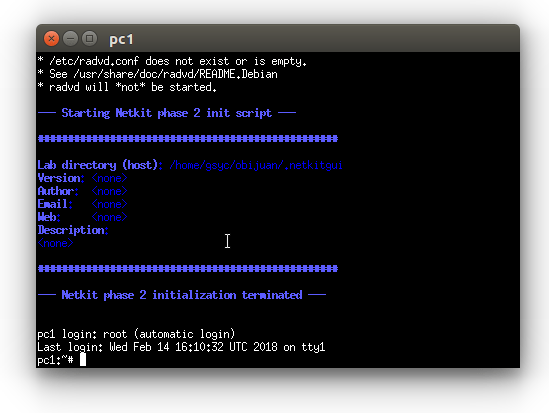 pc1
* /etc/radvd.conf does not exist or is empty.
* See /usr/share/doc/radvd/README.Debian
* radvd will *not* be started.
--- Starting Netkit phase 2 init script ---
##################################################
Lab directory (host): /home/gsyc/obijuan/.netkitgui
Version: <none>
Author: <none>
Email: <none>
Web: <none>
Description:
<none>
##################################################
--- Netkit phase 2 initialization terminated ---
pc1 login: root (automatic login)
Last login: Wed Feb 14 16:10:32 UTC 2018 on tty1
pc1:~#